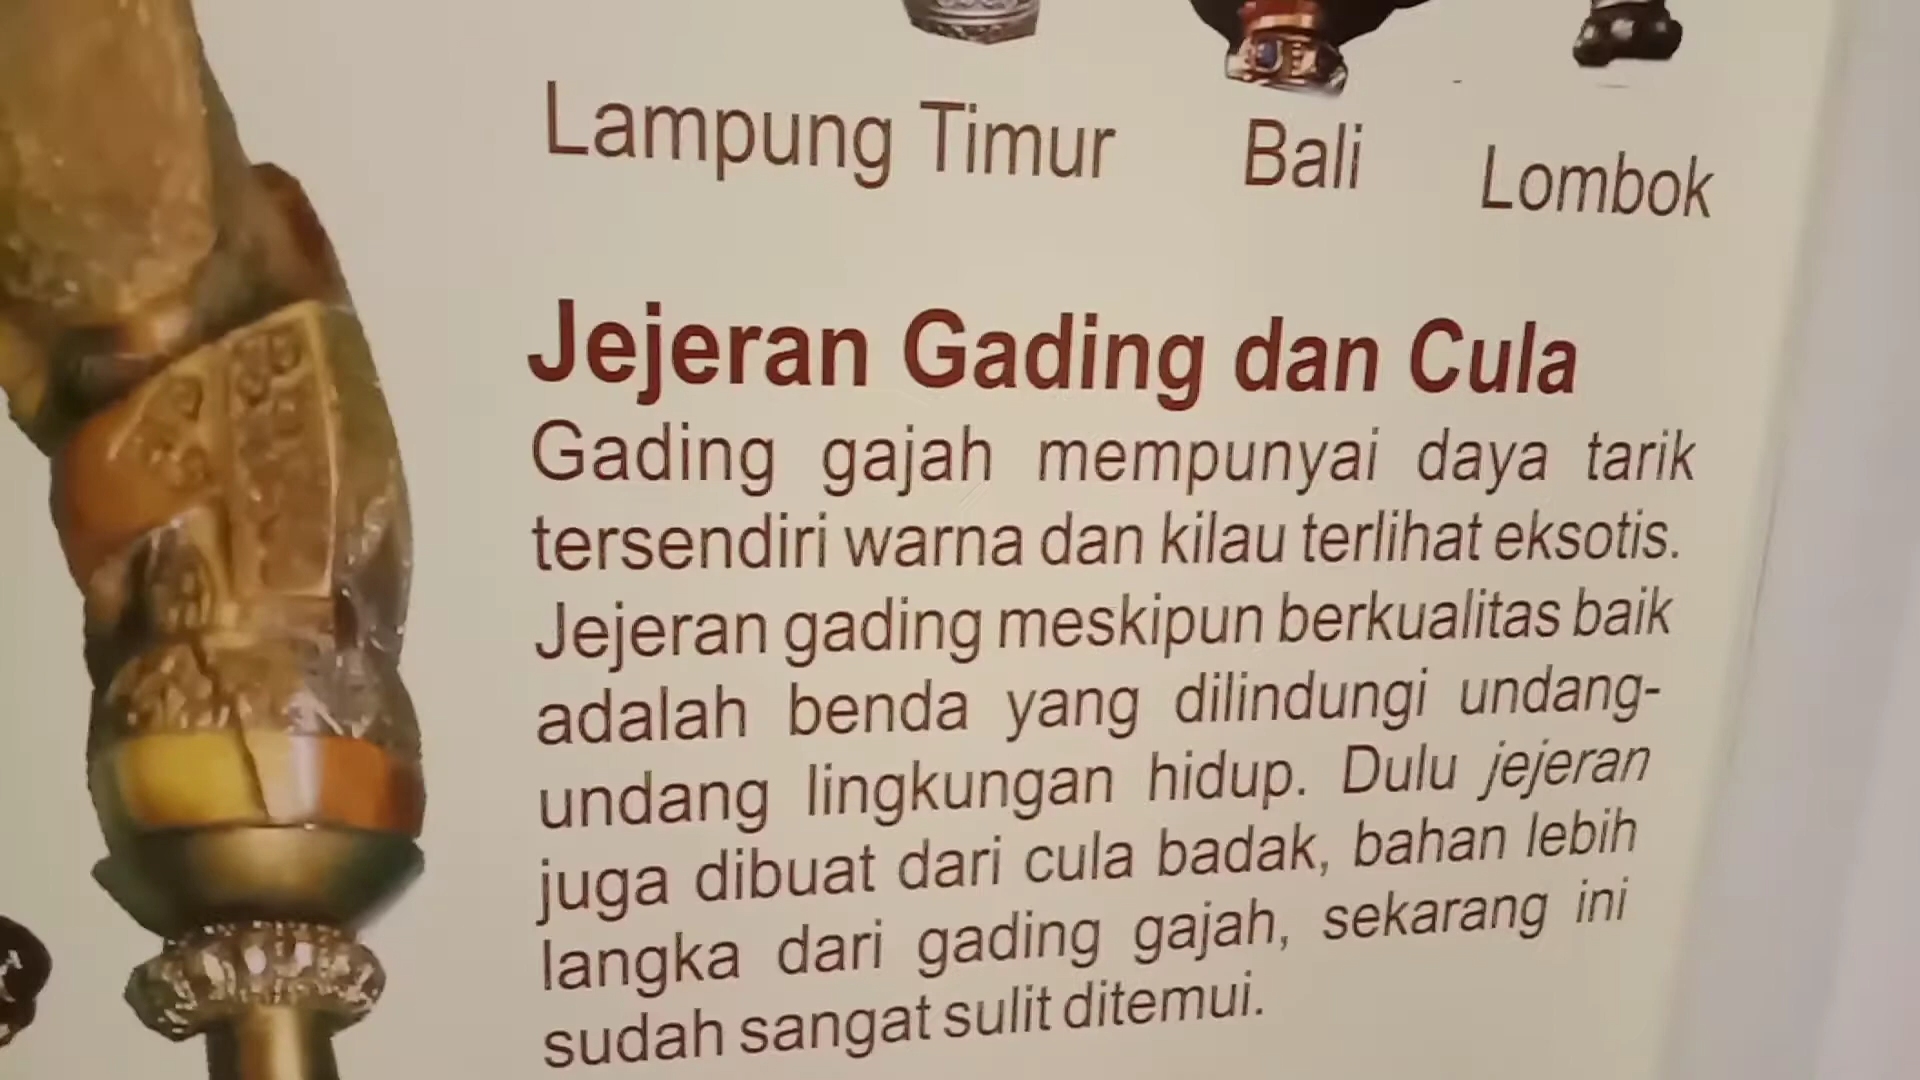 Lampung Timur Bali Lombok
Jejeran Gading dan Cula
Gading gajah mempunyai daya tarik
tersendiri warna dan kilau terlihat eksotis.
Jejeran gading meskipun berkualitas baik
adalah benda yang dilindungi undang-
undang lingkungan hidup. Dulu jejeran
juga dibuat dari cula badak, bahan lebih
langka dari gading gajah, sekarang ini
sudah sangat sulit ditemui.